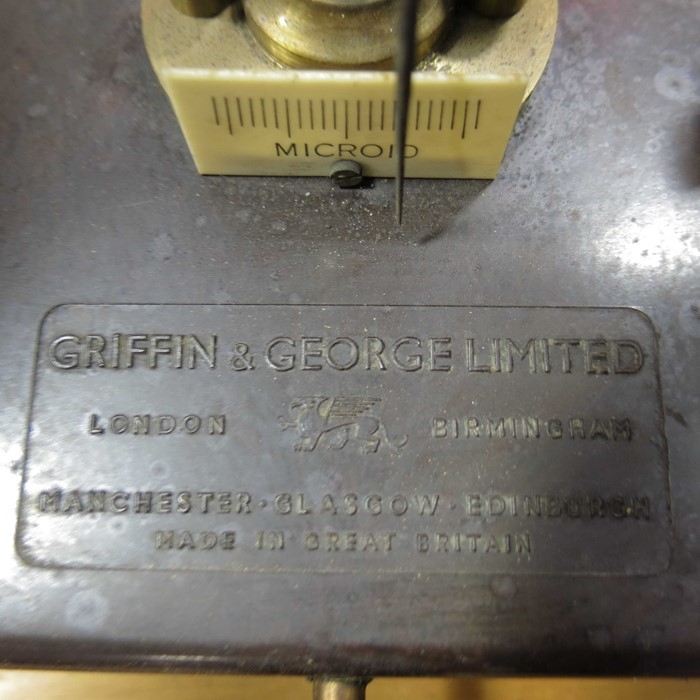 MICROID
GRIFFIN & GEORGE LIMITED
LONDON BIRMINGHAM
MANCHESTER · GLASGOW · EDINBURGH
MADE IN GREAT BRITAIN